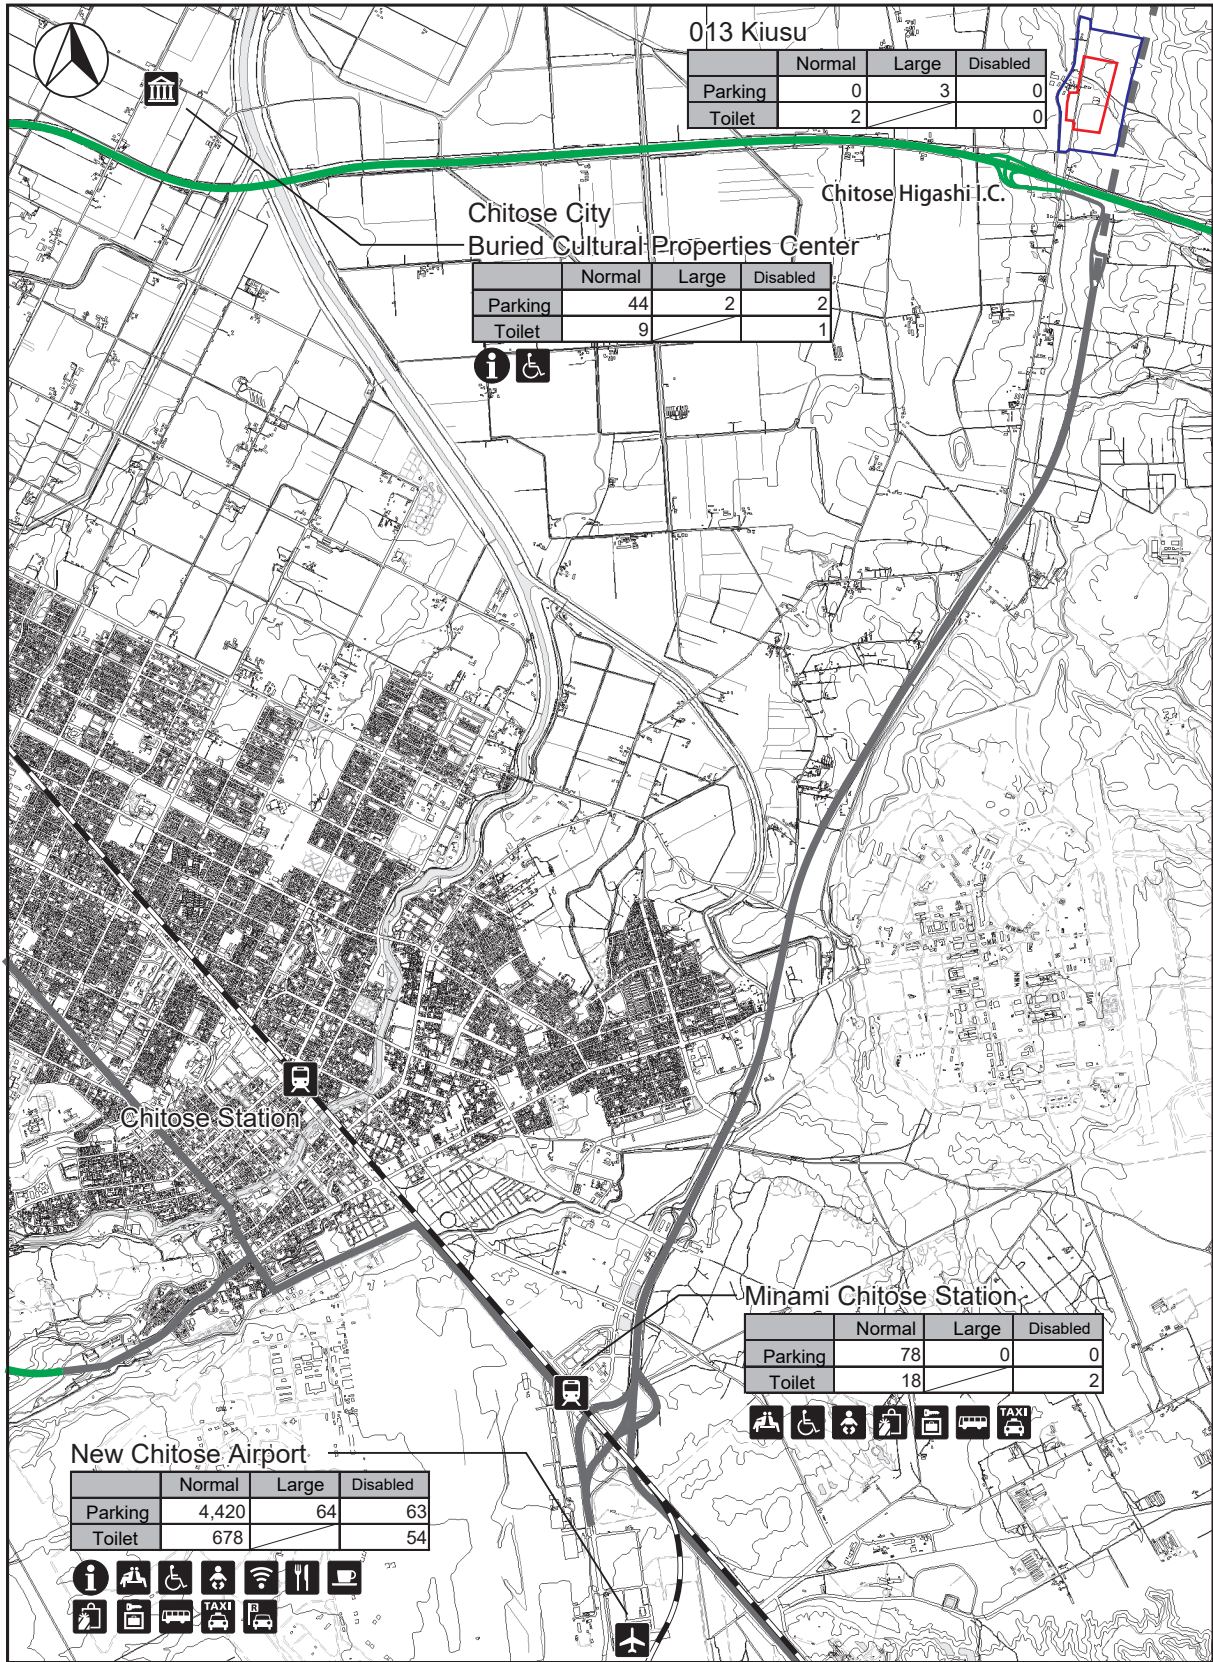 013 Kiusu
Normal Large Disabled
Parking 0 3 0
Toilet 2 0
Chitose Higashi I.C.
Chitose City
Buried Cultural Properties Center
Normal Large Disabled
Parking 44 2 2
Toilet 9 1
Chitose Station
Minami Chitose Station
Normal Large Disabled
Parking 78 0 0
Toilet 18 2
TAXI
New Chitose Airport
Normal Large Disabled
Parking 4,420 64 63
Toilet 678 54
TAXI R